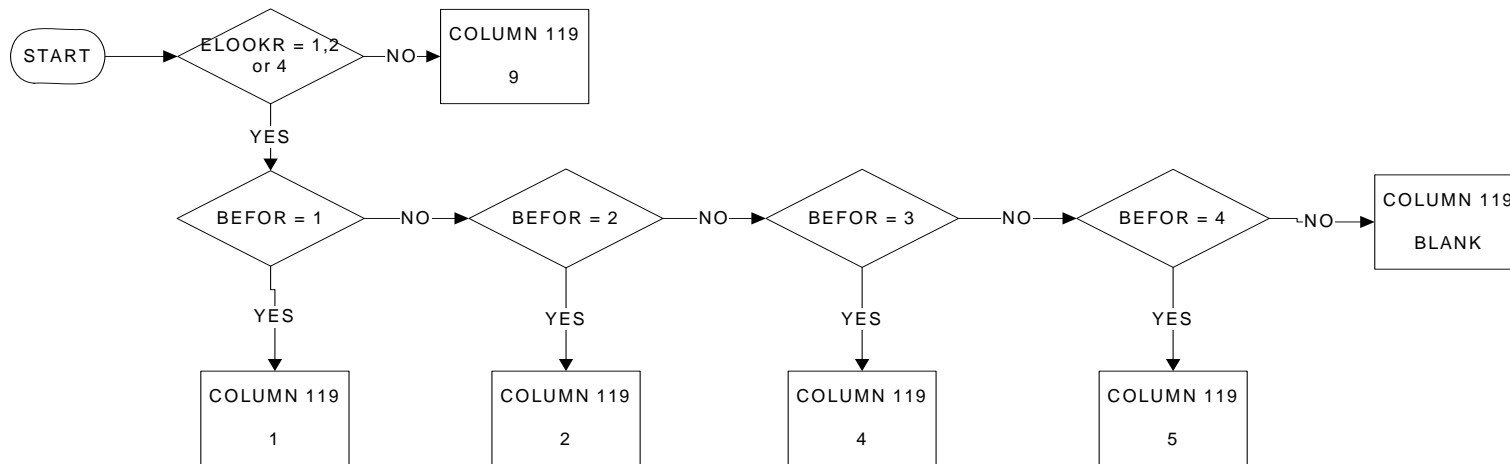 START
ELOOKR = 1,2
or 4
NO
COLUMN 119
9
YES
BEFOR = 1
NO
BEFOR = 2
NO
BEFOR = 3
NO
BEFOR = 4
NO
COLUMN 119
BLANK
YES
YES
YES
YES
COLUMN 119
1
COLUMN 119
2
COLUMN 119
4
COLUMN 119
5